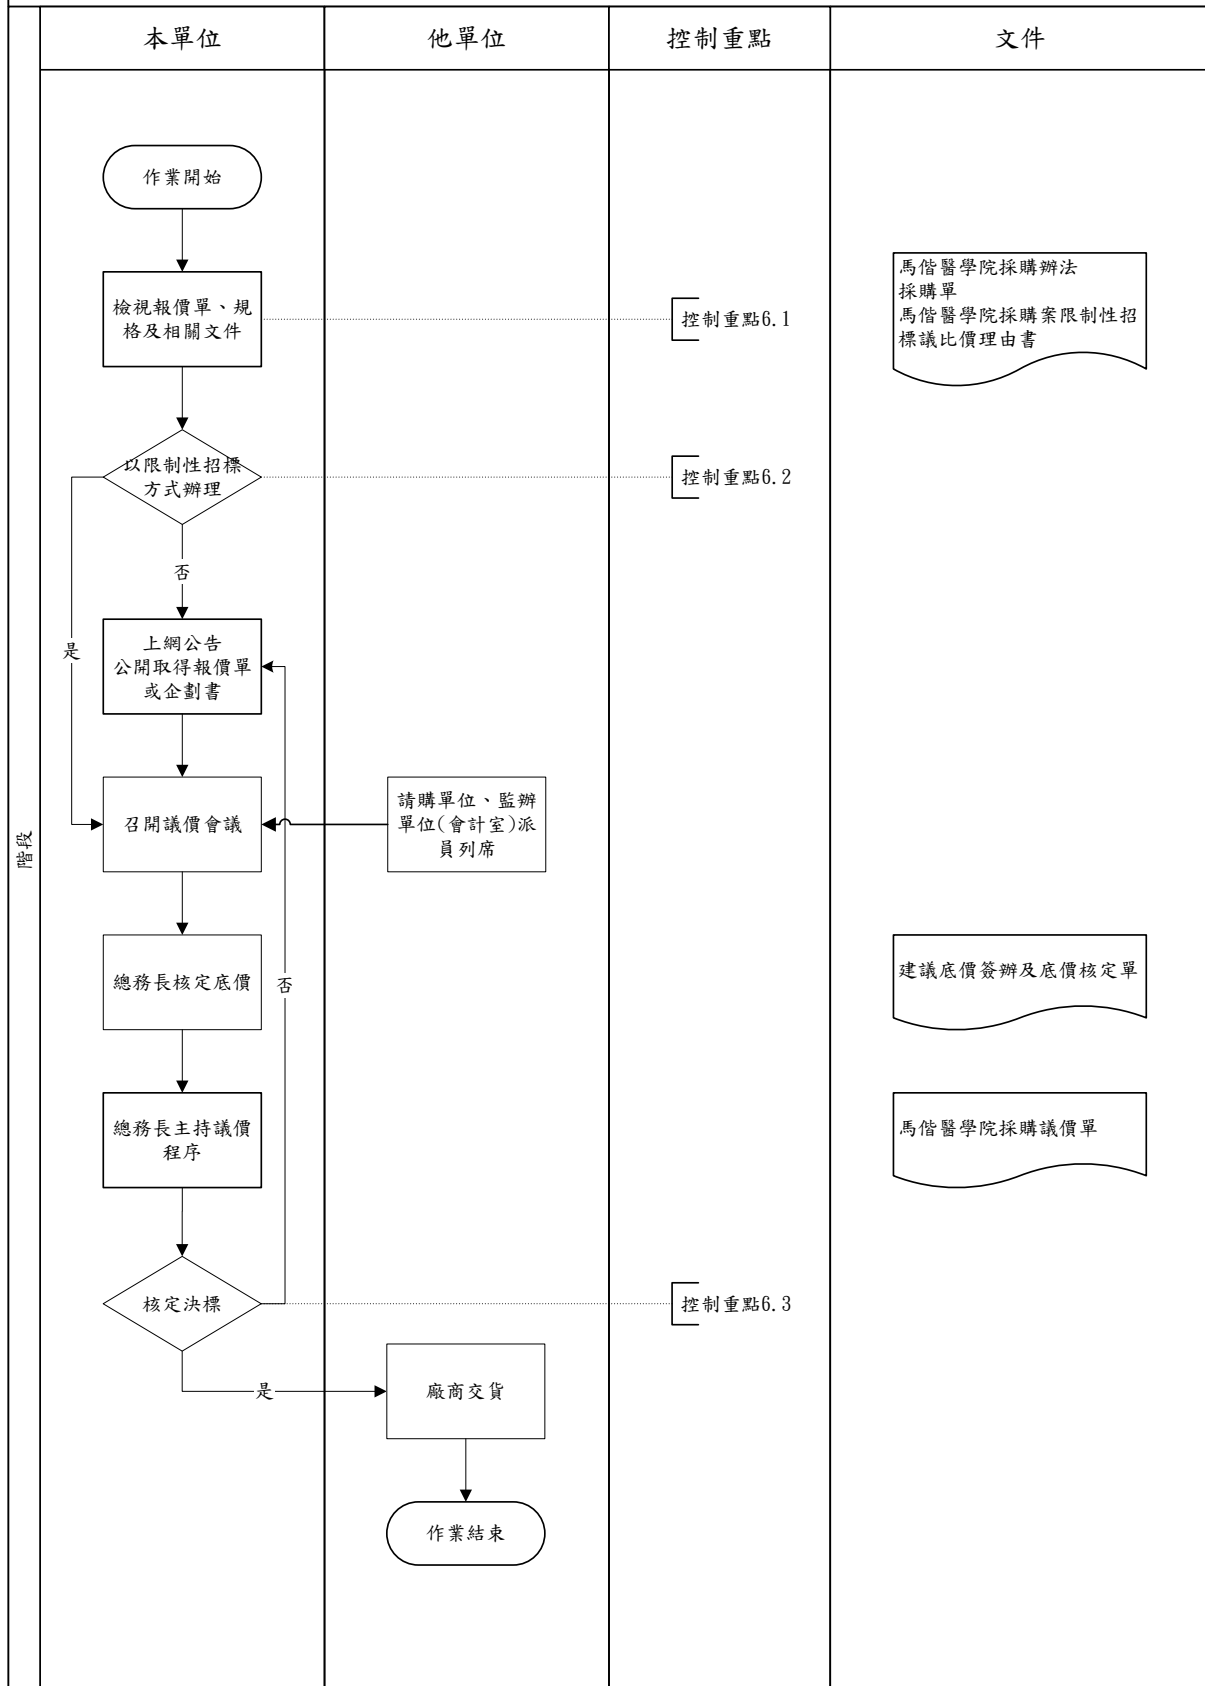 本單位
他單位
控制重點
文件
階段
作業開始
檢視報價單、規
格及相關文件
控制重點6.1
馬偕醫學院採購辦法
採購單
馬偕醫學院採購案限制性招
標議比價理由書
以限制性招標
方式辦理
控制重點6.2
否
是
上網公告
公開取得報價單
或企劃書
召開議價會議
請購單位、監辦
單位(會計室)派
員列席
總務長核定底價
否
建議底價簽辦及底價核定單
總務長主持議價
程序
馬偕醫學院採購議價單
核定決標
控制重點6.3
是
廠商交貨
作業結束